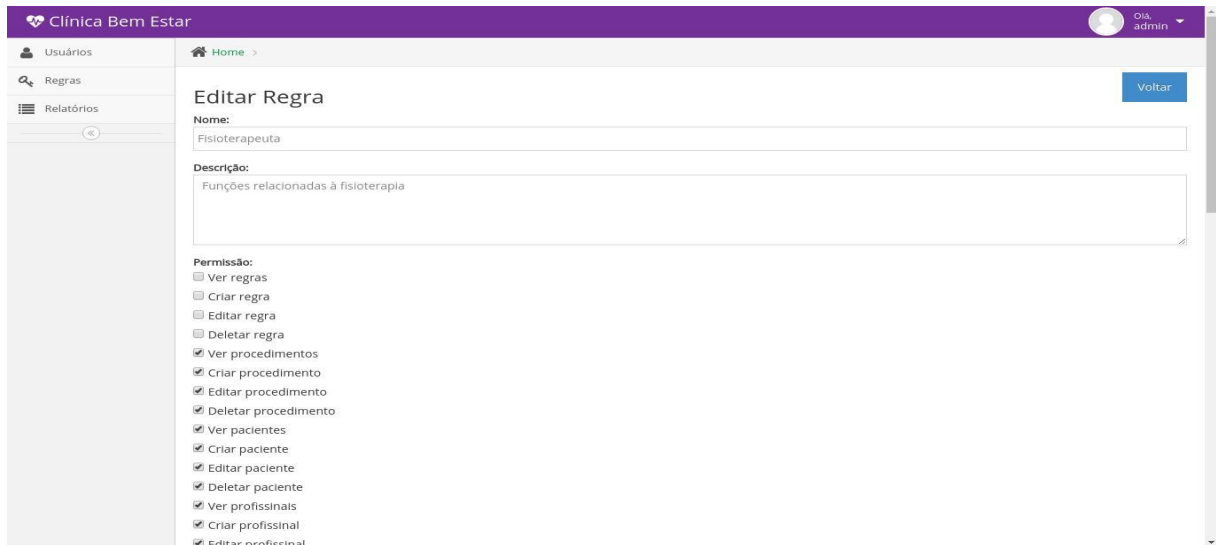 Clínica Bem Estar
Olá,
admin
Usuários
Regras
Relatórios
Home >
Editar Regra
Voltar
Nome:
Fisioterapeuta
Descrição:
Funções relacionadas à fisioterapia
Permissão:
Ver regras
Criar regra
Editar regra
Deletar regra
Ver procedimentos
Criar procedimento
Editar procedimento
Deletar procedimento
Ver pacientes
Criar paciente
Editar paciente
Deletar paciente
Ver profissinais
Criar profissinal
Editar profissinal